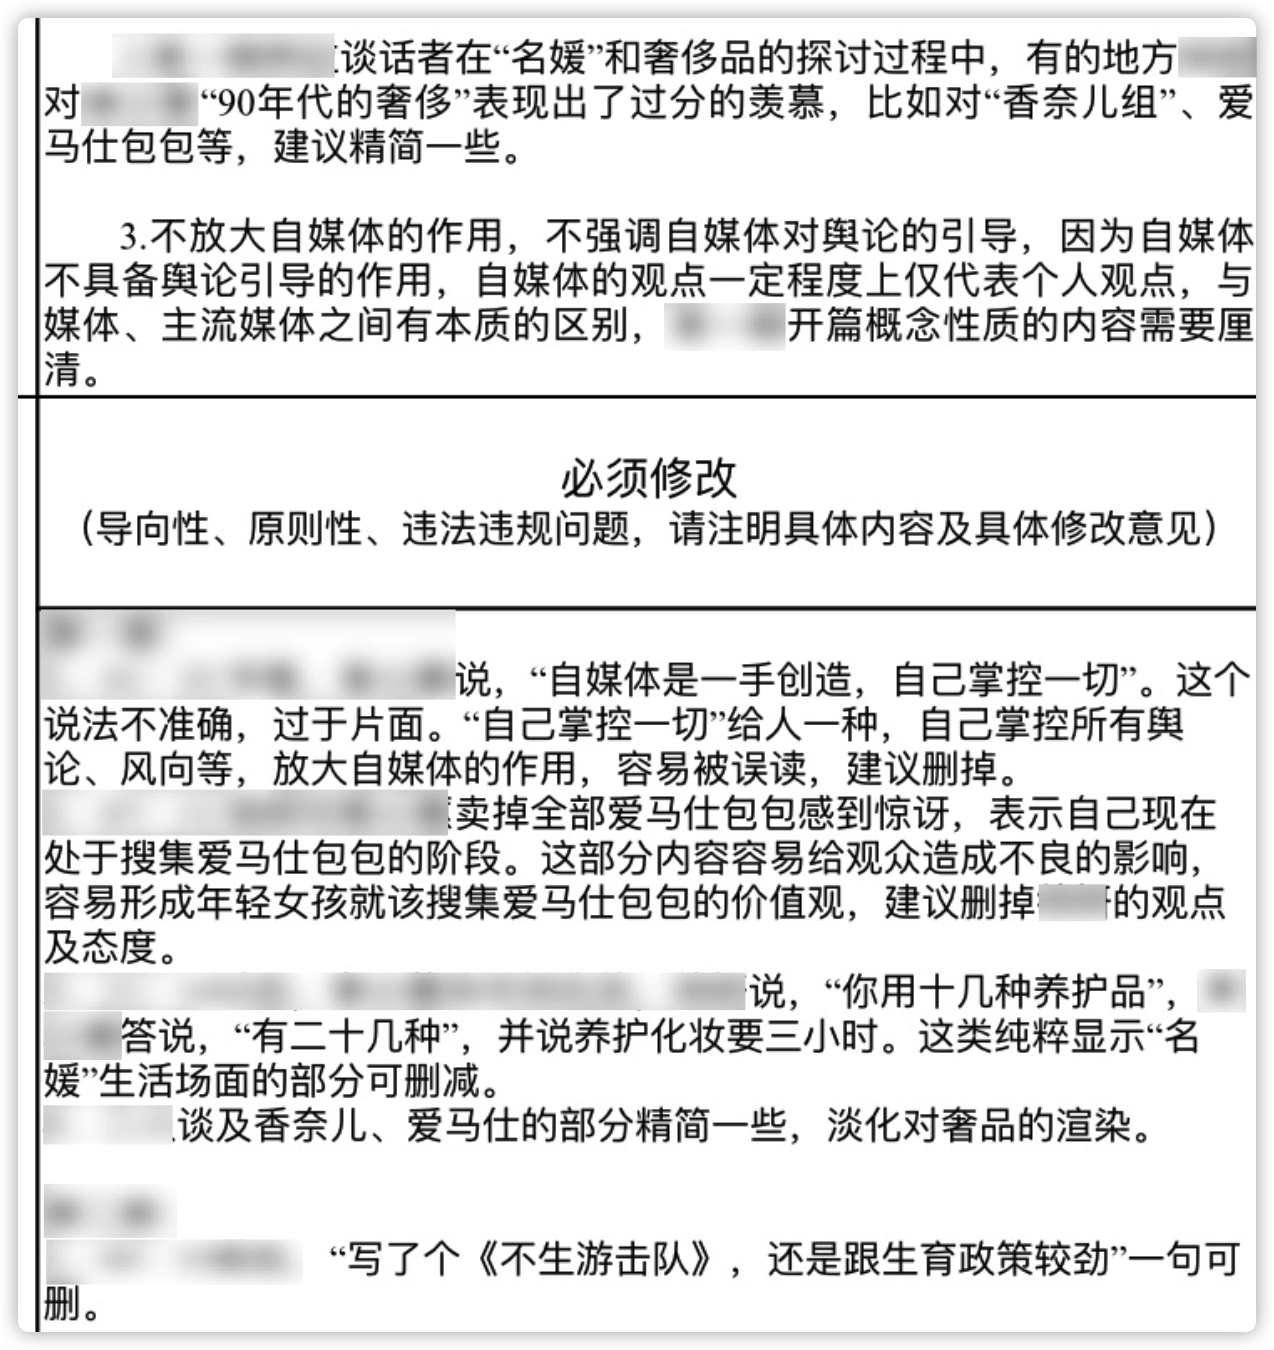 谈话者在“名媛”和奢侈品的探讨过程中，有的地方
对“90年代的奢侈”表现出了过分的羡慕，比如对“香奈儿组”、爱
马仕包包等，建议精简一些。
3.不放大自媒体的作用，不强调自媒体对舆论的引导，因为自媒体
不具备舆论引导的作用，自媒体的观点一定程度上仅代表个人观点，与
媒体、主流媒体之间有本质的区别，开篇概念性质的内容需要厘
清。
必须修改
（导向性、原则性、违法违规问题，请注明具体内容及具体修改意见）
说，“自媒体是一手创造，自己掌控一切”。这个
说法不准确，过于片面。“自己掌控一切”给人一种，自己掌控所有舆
论、风向等，放大自媒体的作用，容易被误读，建议删掉。
卖掉全部爱马仕包包感到惊讶，表示自己现在
处于搜集爱马仕包包的阶段。这部分内容容易给观众造成不良的影响，
容易形成年轻女孩就该搜集爱马仕包包的价值观，建议删掉的观点
及态度。
说，“你用十几种养护品”，
答说，“有二十几种”，并说养护化妆要三小时。这类纯粹显示“名
媛”生活场面的部分可删减。
谈及香奈儿、爱马仕的部分精简一些，淡化对奢品的渲染。
“写了个《不生游击队》，还是跟生育政策较劲”一句可
删。